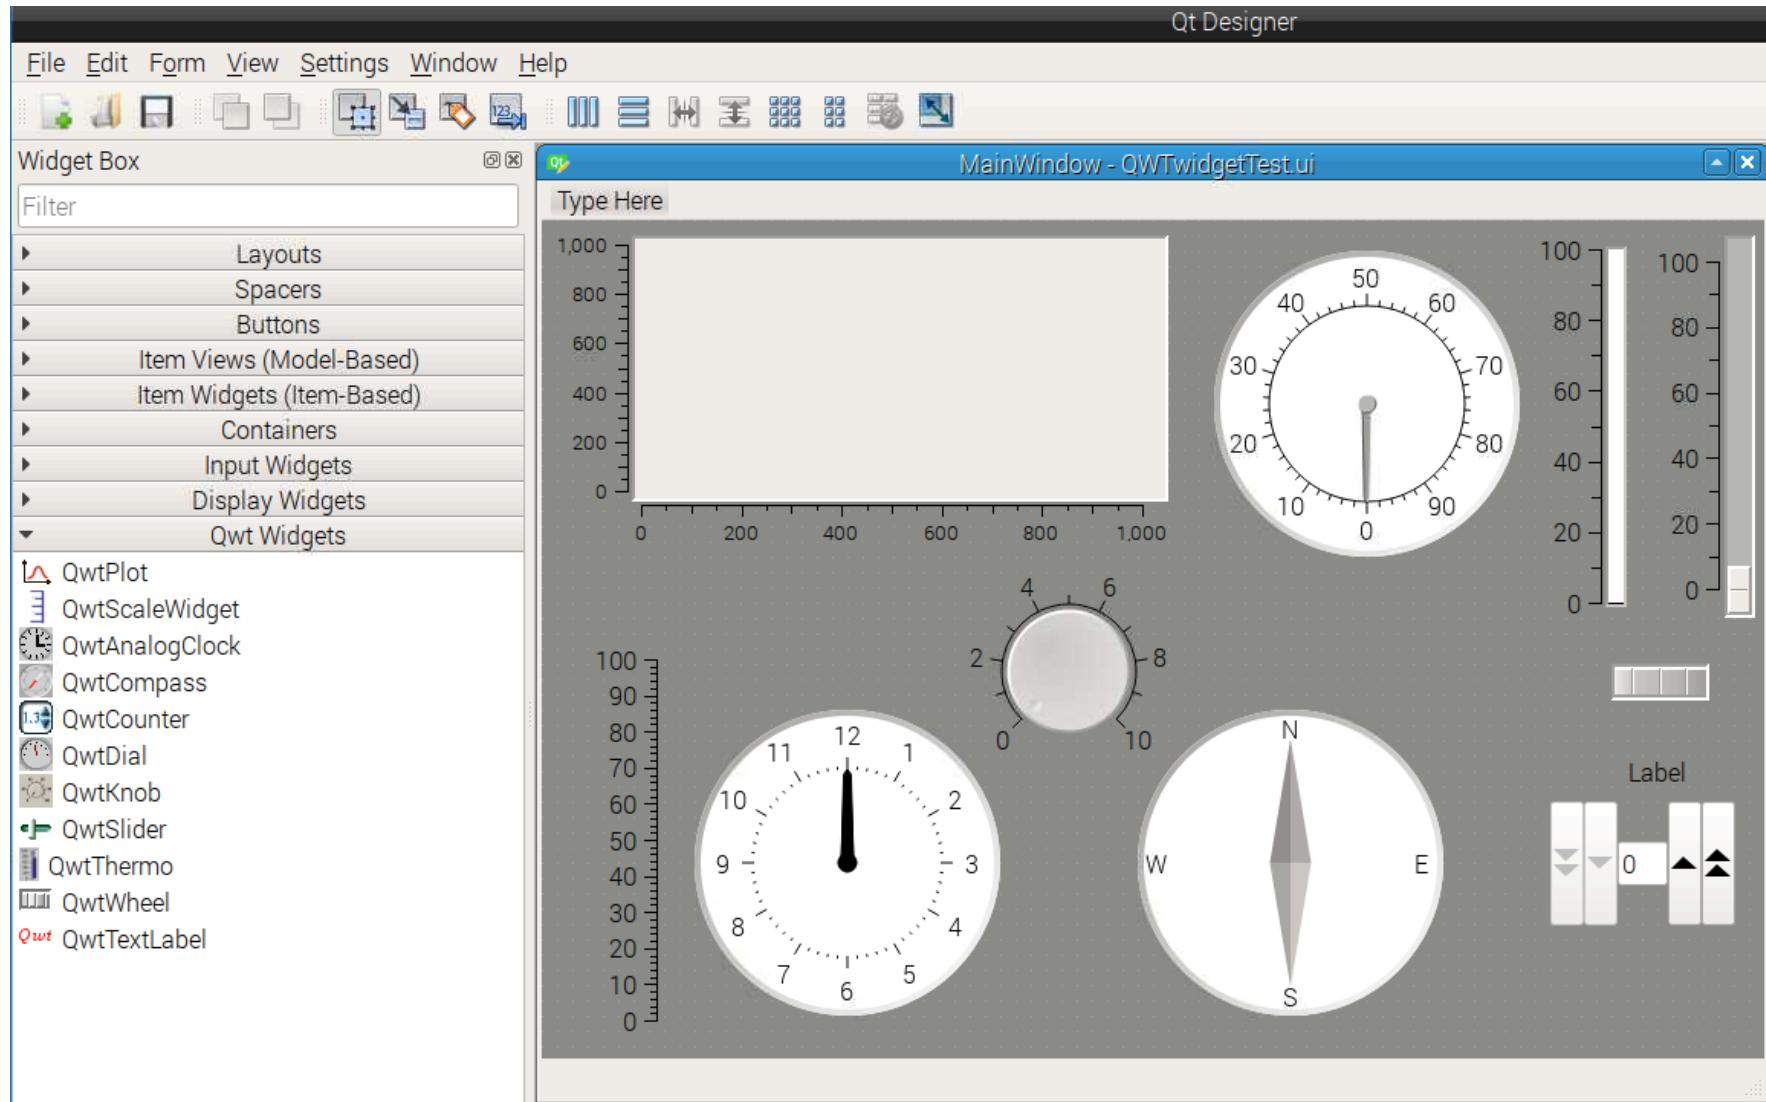 Qt Designer
File Edit Form View Settings Window Help
123
Widget Box
Filter
Layouts
Spacers
Buttons
Item Views (Model-Based)
Item Widgets (Item-Based)
Containers
Input Widgets
Display Widgets
Qwt Widgets
QwtPlot
QwtScaleWidget
QwtAnalogClock
QwtCompass
1.3 QwtCounter
QwtDial
QwtKnob
QwtSlider
QwtThermo
QwtWheel
Qwt QwtTextLabel
Qt MainWindow - QWTwidgetTest.ui
Type Here
1,000
800
600
400
200
0
0 200 400 600 800 1,000
50
40 60
30 70
20 80
10 90
0
100
80
60
40
20
0
100
80
60
40
20
0
4 6
2 8
0 10
100
90
80
70
60
50
40
30
20
10
0
12
11 1
10 2
9 3
8 4
7 5
6
N
W E
S
Label
0